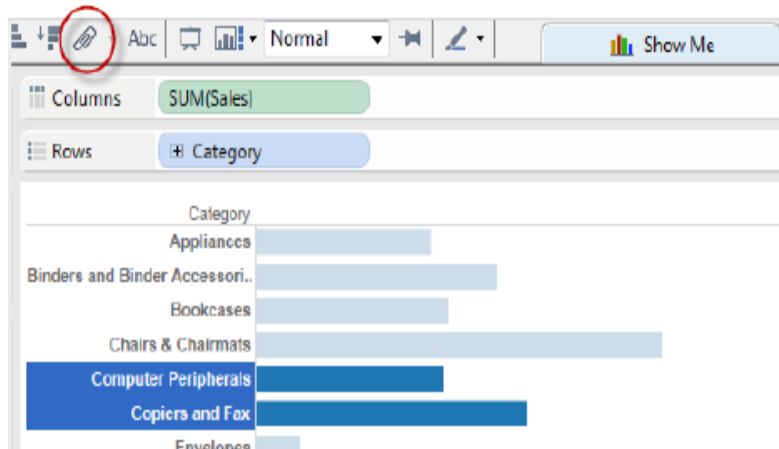 Abc Normal Show Me
Columns SUM(Sales)
Rows Category
Category
Appliances
Binders and Binder Accessori..
Bookcases
Chairs & Chairmats
Computer Peripherals
Copiers and Fax
Envelopes